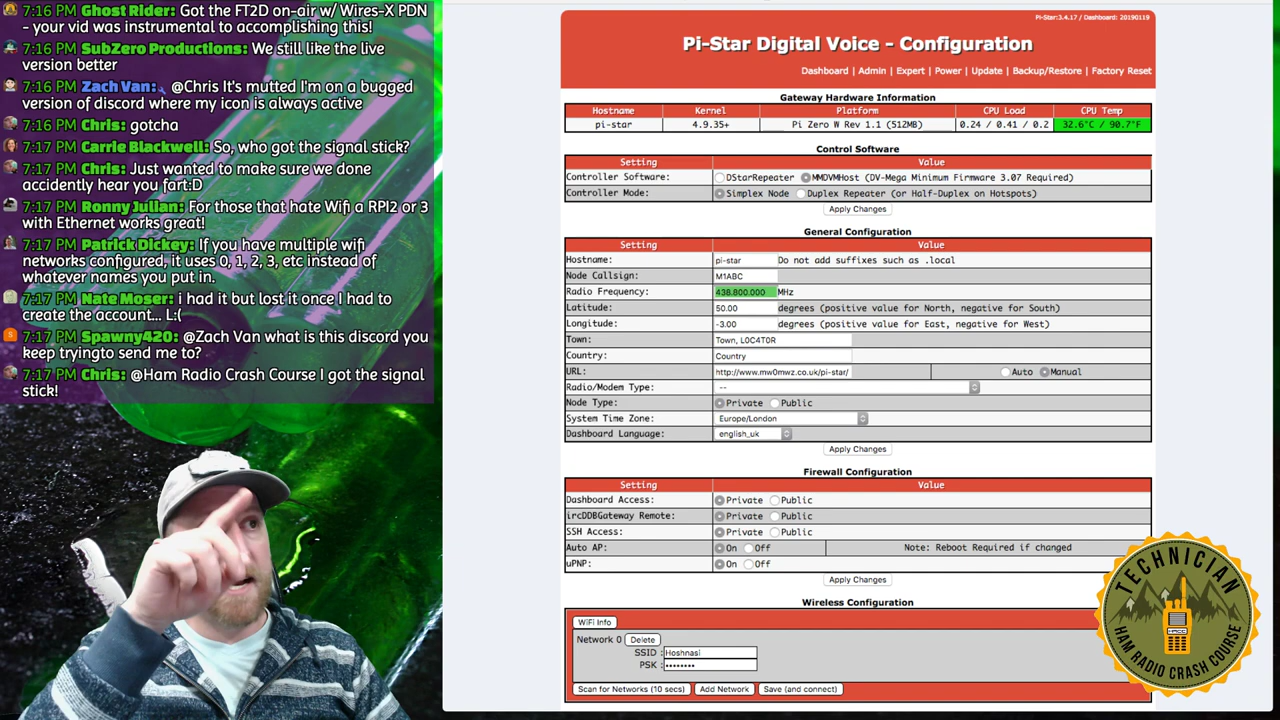 7:16 PM Ghost Rider: Got the FT2D on-air w/ Wires-X PDN
- your vid was instrumental to accomplishing this!
7:16 PM SubZero Productions: We still like the live
version better
7:16 PM Zach Van: @Chris It's muted I'm on a bugged
version of discord where my icon is always active
7:16 PM Chris: gotcha
7:16 PM Carrie Blackwell: So, who got the signal stick?
7:17 PM Chris: Just wanted to make sure we done
accidently hear you fart:D
7:17 PM Ronny Julian: For those that hate Wifi a RPI2 or 3
with Ethernet works great!
7:17 PM Patrick Dickey: If you have multiple wifi
networks configured, it uses 0, 1, 2, 3, etc instead of
whatever names you put in.
7:17 PM Nate Moser: i had it but lost it once I had to
create the account... L:(
7:17 PM Spawny420: @Zach Van what is this discord you
keep tryingto send me to?
7:17 PM Chris: @Ham Radio Crash Course I got the signal
stick!
Pi-Star:3.4.17 / Dashboard: 20190119
Pi-Star Digital Voice - Configuration
Dashboard | Admin | Expert | Power | Update | Backup/Restore | Factory Reset
Gateway Hardware Information
Hostname Kernel Platform CPU Load CPU Temp
pi-star 4.9.35+ Pi Zero W Rev 1.1 (512MB) 0.24 / 0.41 / 0.2 32.6°C / 90.7°F
Control Software
Setting Value
Controller Software: DStarRepeater MMDVMHost (DV-Mega Minimum Firmware 3.07 Required)
Controller Mode: Simplex Node Duplex Repeater (or Half-Duplex on Hotspots)
Apply Changes
General Configuration
Setting Value
Hostname: pi-star Do not add suffixes such as .local
Node Callsign: M1ABC
Radio Frequency: 438.800.000 MHz
Latitude: 50.00 degrees (positive value for North, negative for South)
Longitude: -3.00 degrees (positive value for East, negative for West)
Town: Town, L0C4T0R
Country: Country
URL: http://www.mw0mwz.co.uk/pi-star/ Auto Manual
Radio/Modem Type: --
Node Type: Private Public
System Time Zone: Europe/London
Dashboard Language: english_uk
Apply Changes
Firewall Configuration
Setting Value
Dashboard Access: Private Public
ircDDBGateway Remote: Private Public
SSH Access: Private Public
Auto AP: On Off Note: Reboot Required if changed
uPNP: On Off
Apply Changes
Wireless Configuration
WiFi Info
Network 0 Delete
SSID : Hoshnasi
PSK : ••••••••
Scan for Networks (10 secs) Add Network Save (and connect)
TECHNICIAN
HRCC
HAM RADIO CRASH COURSE